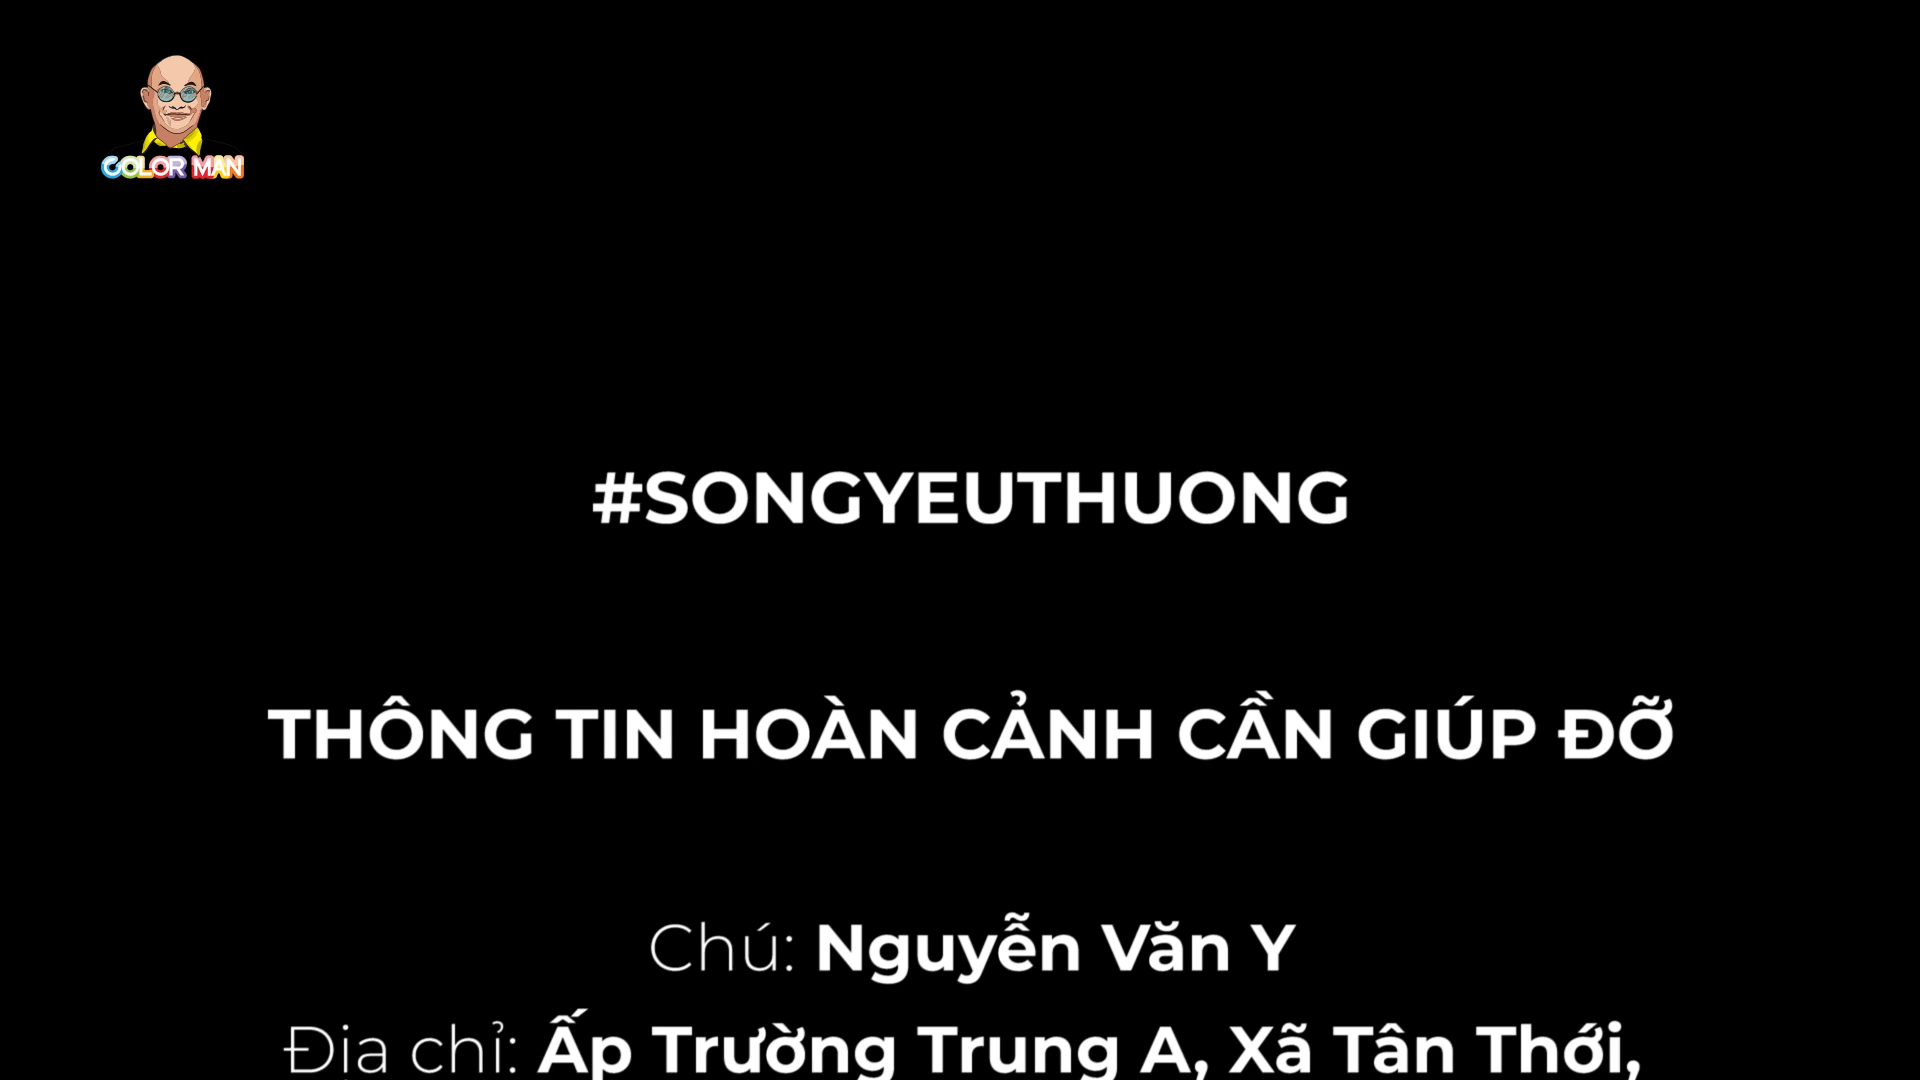 COLOR MAN
#SONGYEUTHUONG
THÔNG TIN HOÀN CẢNH CẦN GIÚP ĐỠ
Chú: Nguyễn Văn Y
Địa chỉ: Ấp Trường Trung A, Xã Tân Thới,